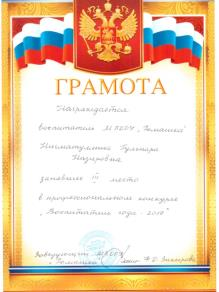 ГРАМОТА
Награждается
воспитатель МДОУ „Ромашка"
Нигматуллина Гульнара
Назировна
занявшая III место
в профессиональном конкурсе
„Воспитатель года - 2010"
Заведующая МДОУ
„Ромашка"